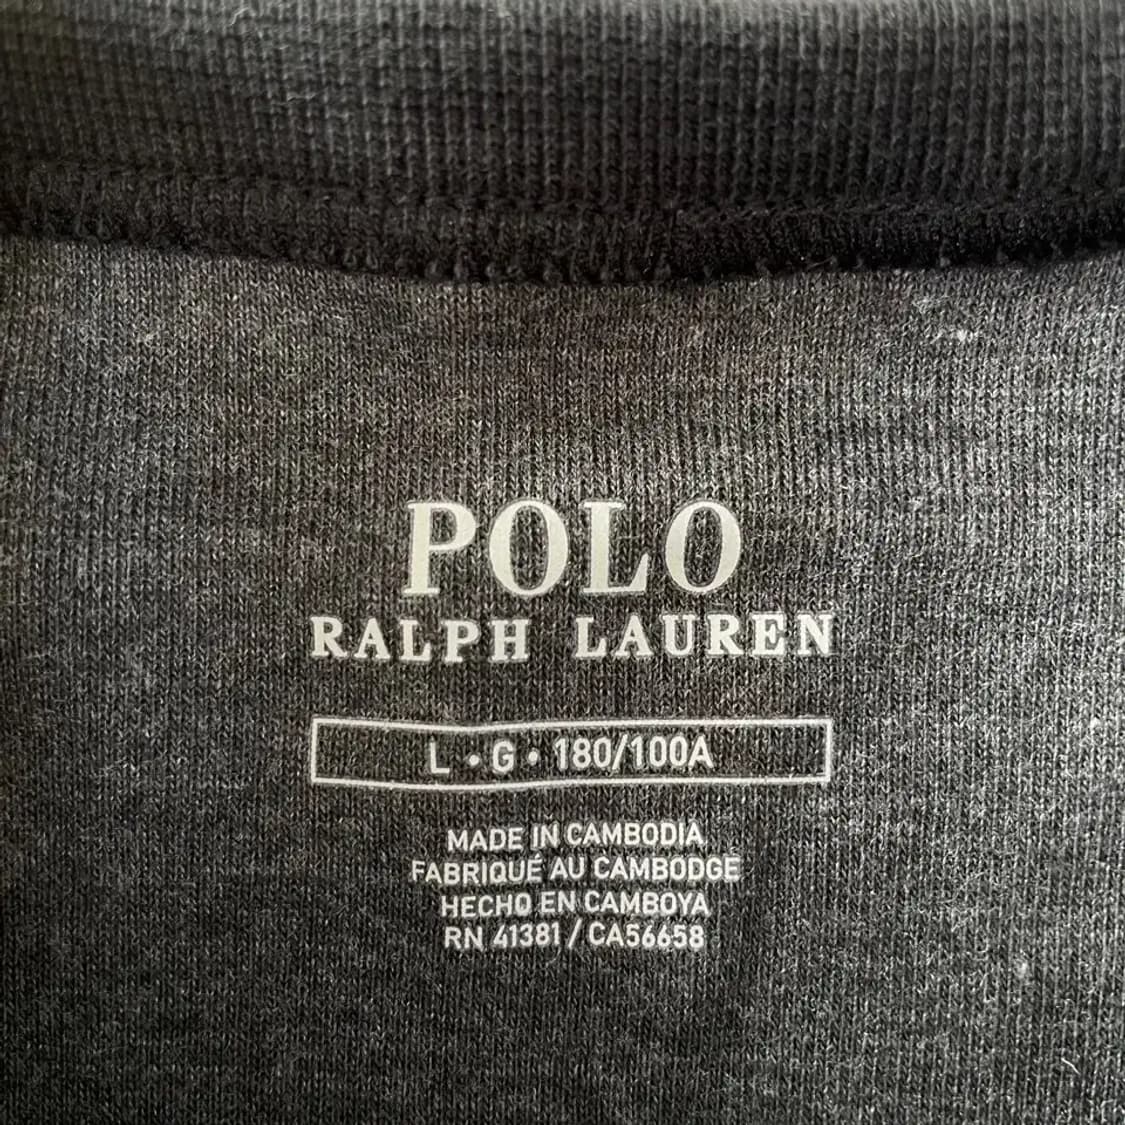 POLO
RALPH LAUREN
L • G • 180/100A
MADE IN CAMBODIA
FABRIQUÉ AU CAMBODGE
HECHO EN CAMBOYA
RN 41381 / CA56658